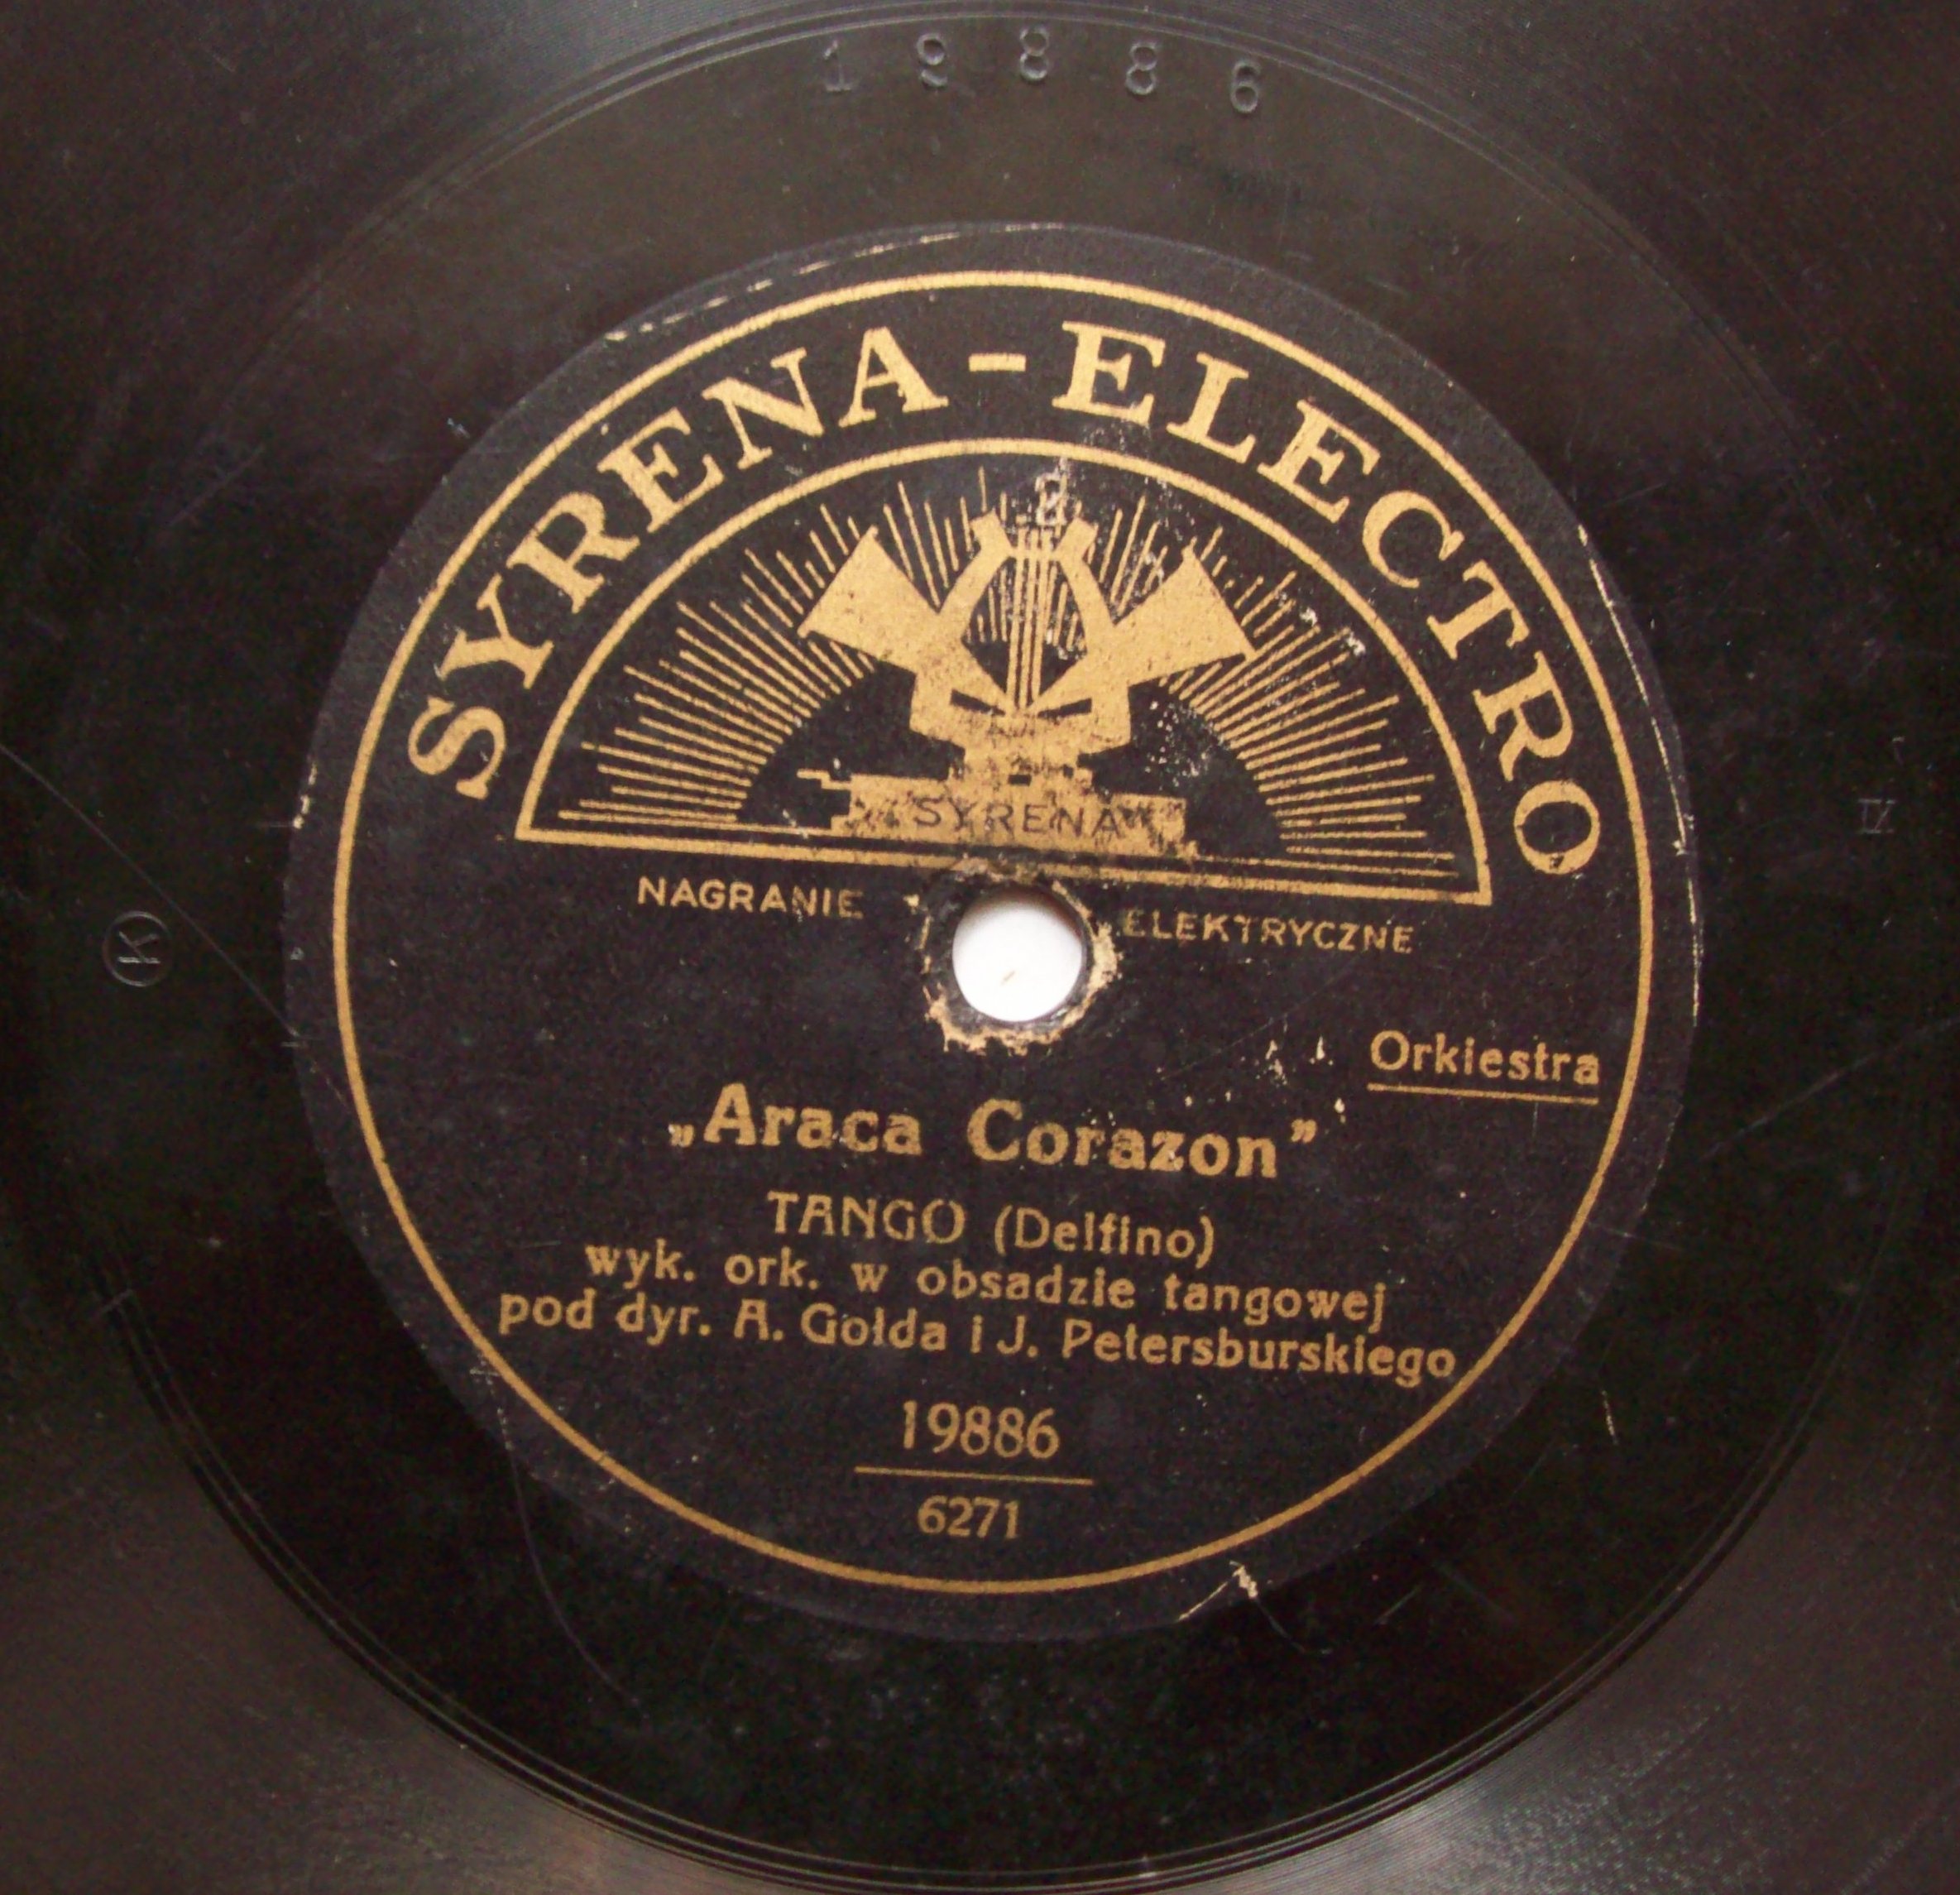 19886
SYRENA-ELECTRO
"SYRENA"
NAGRANIE ELEKTRYCZNE
Orkiestra
„Araca Corazon”
TANGO (Delfino)
wyk. ork. w obsadzie tangowej
pod dyr. A. Golda i J. Petersburskiego
19886
6271
K
IX